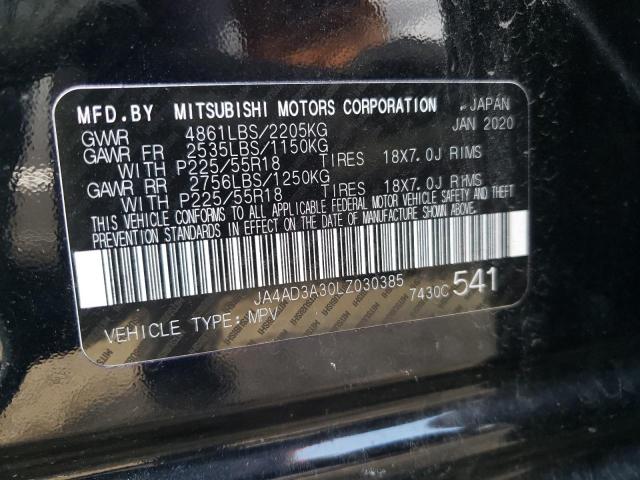 MFD.BY MITSUBISHI MOTORS CORPORATION JAPAN
GVWR 4861LBS/2205KG JAN 2020
GAWR FR 2535LBS/1150KG
WITH P225/55R18 TIRES 18X7.0J RIMS
GAWR RR 2756LBS/1250KG
WITH P225/55R18 TIRES 18X7.0J RIMS
THIS VEHICLE CONFORMS TO ALL APPLICABLE FEDERAL MOTOR VEHICLE SAFETY AND THEFT
PREVENTION STANDARDS IN EFFECT ON THE DATE OF MANUFACTURE SHOWN ABOVE.
JA4AD3A30LZ030385
7430C 541
VEHICLE TYPE:MPV